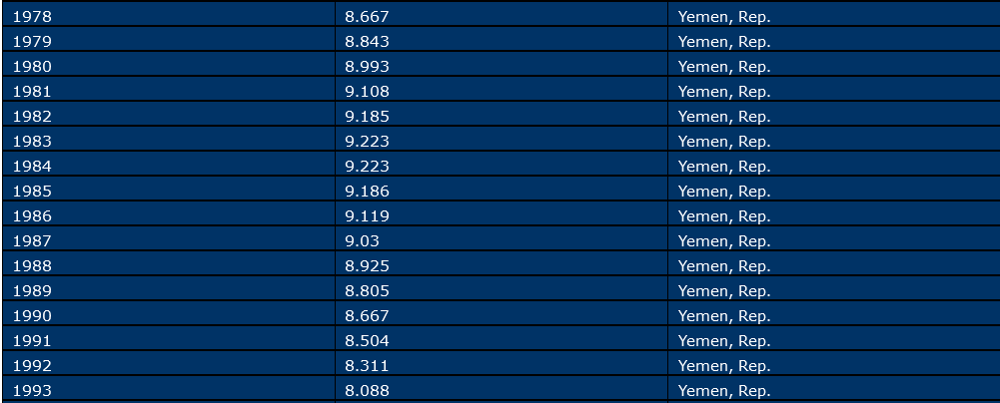 1978 8.667 Yemen, Rep.
1979 8.843 Yemen, Rep.
1980 8.993 Yemen, Rep.
1981 9.108 Yemen, Rep.
1982 9.185 Yemen, Rep.
1983 9.223 Yemen, Rep.
1984 9.223 Yemen, Rep.
1985 9.186 Yemen, Rep.
1986 9.119 Yemen, Rep.
1987 9.03 Yemen, Rep.
1988 8.925 Yemen, Rep.
1989 8.805 Yemen, Rep.
1990 8.667 Yemen, Rep.
1991 8.504 Yemen, Rep.
1992 8.311 Yemen, Rep.
1993 8.088 Yemen, Rep.